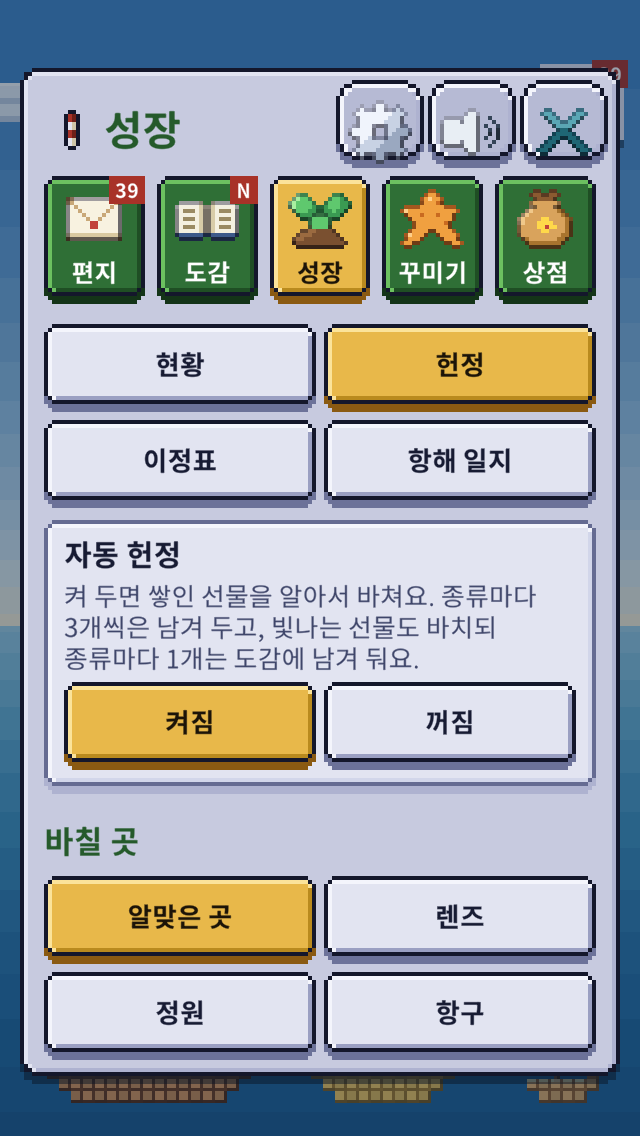 성장
39
N
편지
도감
성장
꾸미기
상점
현황
헌정
이정표
항해 일지
자동 헌정
켜 두면 쌓인 선물을 알아서 바쳐요. 종류마다
3개씩은 남겨 두고, 빛나는 선물도 바치되
종류마다 1개는 도감에 남겨 둬요.
켜짐
꺼짐
바칠 곳
알맞은 곳
렌즈
정원
항구